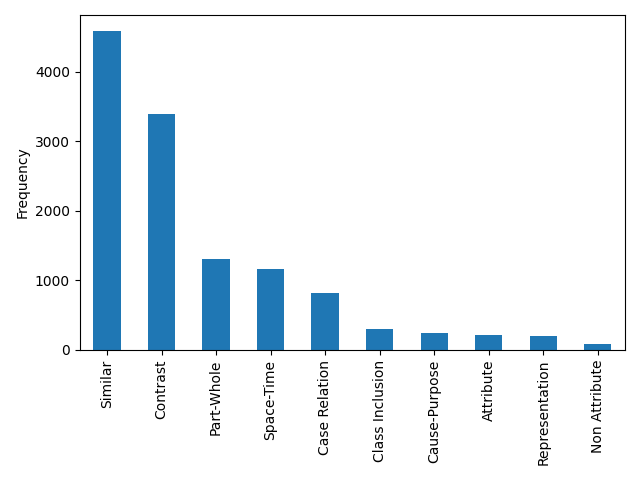 Frequency
4000
3000
2000
1000
0
Similar
Contrast
Part-Whole
Space-Time
Case Relation
Class Inclusion
Cause-Purpose
Attribute
Representation
Non Attribute